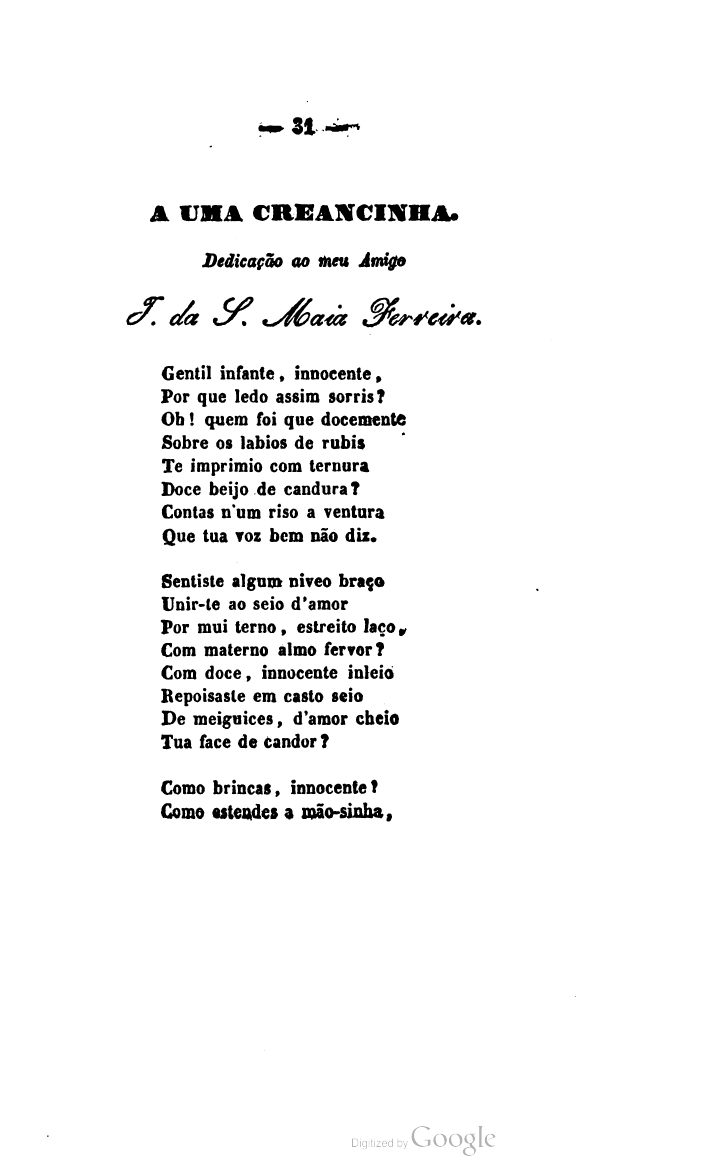 — 31 —
A UMA CREANCINHA.
Dedicação ao meu Amigo
J. da S. Maia Ferreira.
Gentil infante, innocente,
Por que ledo assim sorris?
Oh! quem foi que docemente
Sobre os labios de rubis
Te imprimio com ternura
Doce beijo de candura?
Contas n'um riso a ventura
Que tua voz bem não diz.
Sentiste algum niveo braço
Unir-te ao seio d'amor
Por mui terno, estreito laço,
Com materno almo fervor?
Com doce, innocente inleio
Repoisaste em casto seio
De meiguices, d'amor cheio
Tua face de candor?
Como brincas, innocente?
Como estendes a mão-sinha,
Digitized by Google